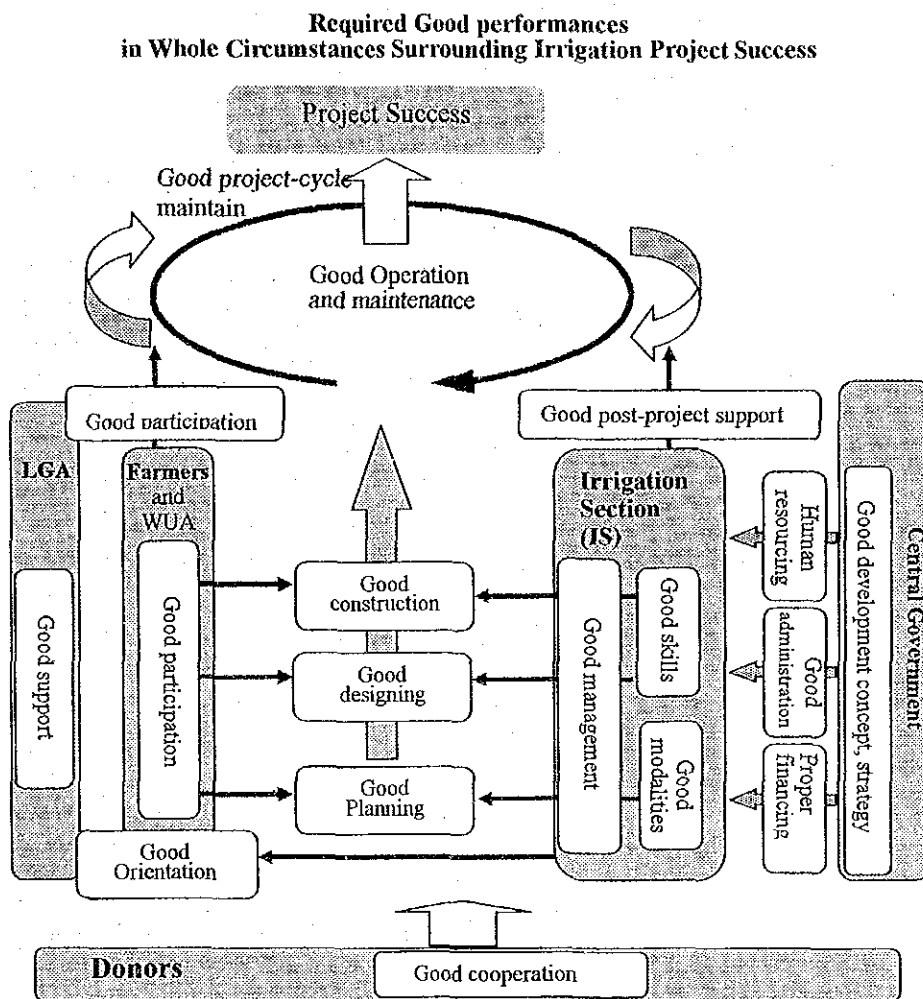 Required Good performances
in Whole Circumstances Surrounding Irrigation Project Success
Project Success
Good project-cycle
maintain
Good Operation
and maintenance
Good participation
Good post-project support
LGA
Good support
Farmers
and
WUA
Good participation
Good
construction
Good
designing
Good
Planning
Good
Orientation
Irrigation
Section
(IS)
Good management
Good skills
Good
modalities
Human
resourcing
Good
administration
Proper
financing
Good development concept, strategy
Central Government
Donors
Good cooperation